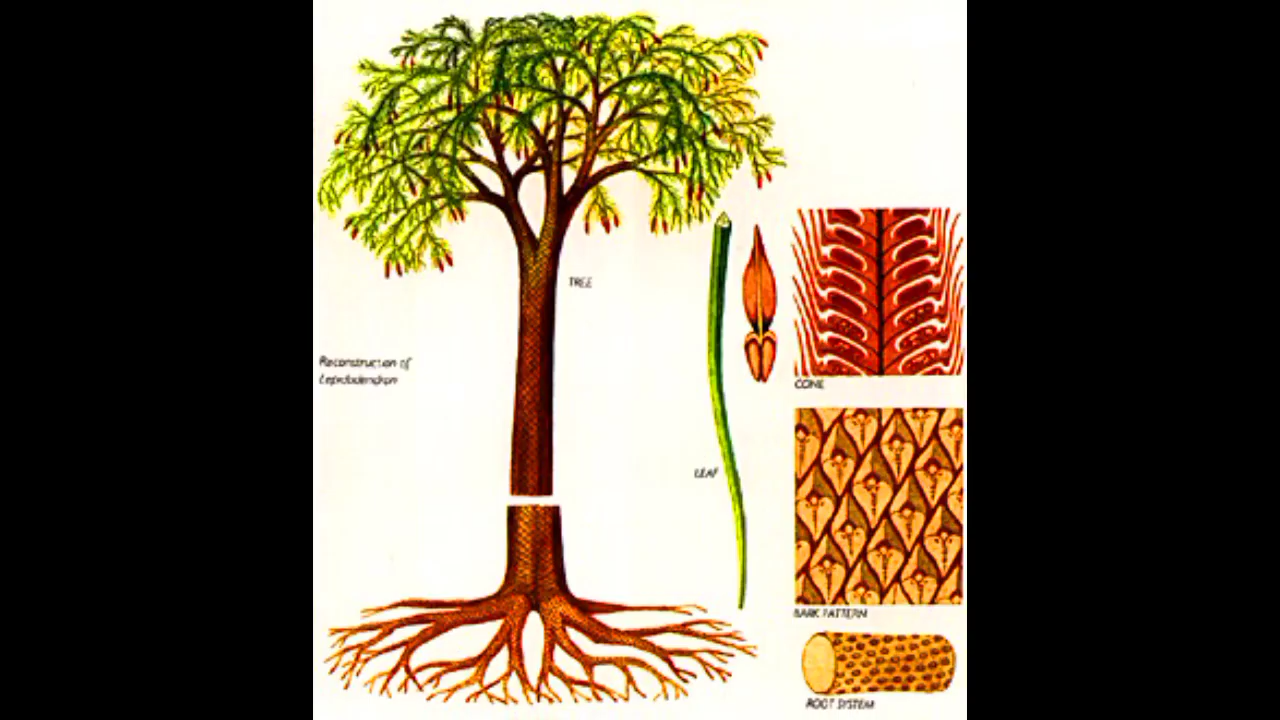 TREE
Reconstruction of
Lepidodendron
CONE
LEAF
BARK PATTERN
ROOT SYSTEM